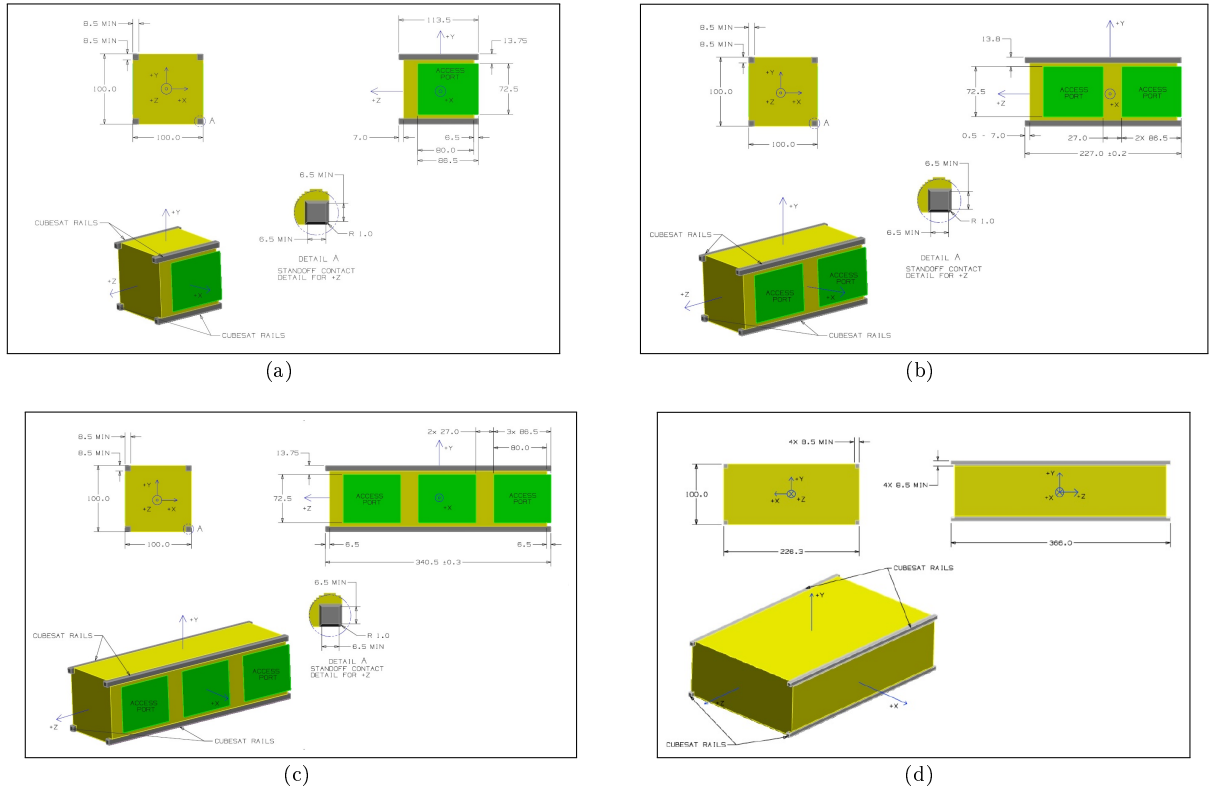 8.5 MIN
8.5 MIN
100.0
+Y
+Z
+X
A
100.0
113.5
+Y
13.75
ACCESS
PORT
+Z
+X
72.5
7.0
6.5
80.0
86.5
6.5 MIN
R 1.0
6.5 MIN
DETAIL A
STANDOFF CONTACT
DETAIL FOR +Z
CUBESAT RAILS
+Y
+Z
+X
CUBESAT RAILS
(a)
8.5 MIN
8.5 MIN
100.0
+Y
+Z
+X
A
100.0
+Y
13.8
72.5
+Z
ACCESS
PORT
+X
ACCESS
PORT
0.5 - 7.0
27.0
2X 86.5
227.0 ±0.2
6.5 MIN
R 1.0
6.5 MIN
DETAIL A
STANDOFF CONTACT
DETAIL FOR +Z
CUBESAT RAILS
+Y
+Z
ACCESS
PORT
ACCESS
PORT
+X
CUBESAT RAILS
(b)
8.5 MIN
8.5 MIN
100.0
+Y
+Z
+X
A
100.0
2x 27.0
3x 86.5
+Y
80.0
13.75
72.5
+Z
ACCESS
PORT
+X
ACCESS
PORT
6.5
6.5
340.5 ±0.3
6.5 MIN
R 1.0
6.5 MIN
DETAIL A
STANDOFF CONTACT
DETAIL FOR +Z
CUBESAT RAILS
+Y
+Z
ACCESS
PORT
+X
ACCESS
PORT
CUBESAT RAILS
(c)
4X 8.5 MIN
100.0
+Y
+X
+Z
226.3
4X 8.5 MIN
+Y
+X
+Z
366.0
CUBESAT RAILS
+Y
+Z
+X
CUBESAT RAILS
(d)